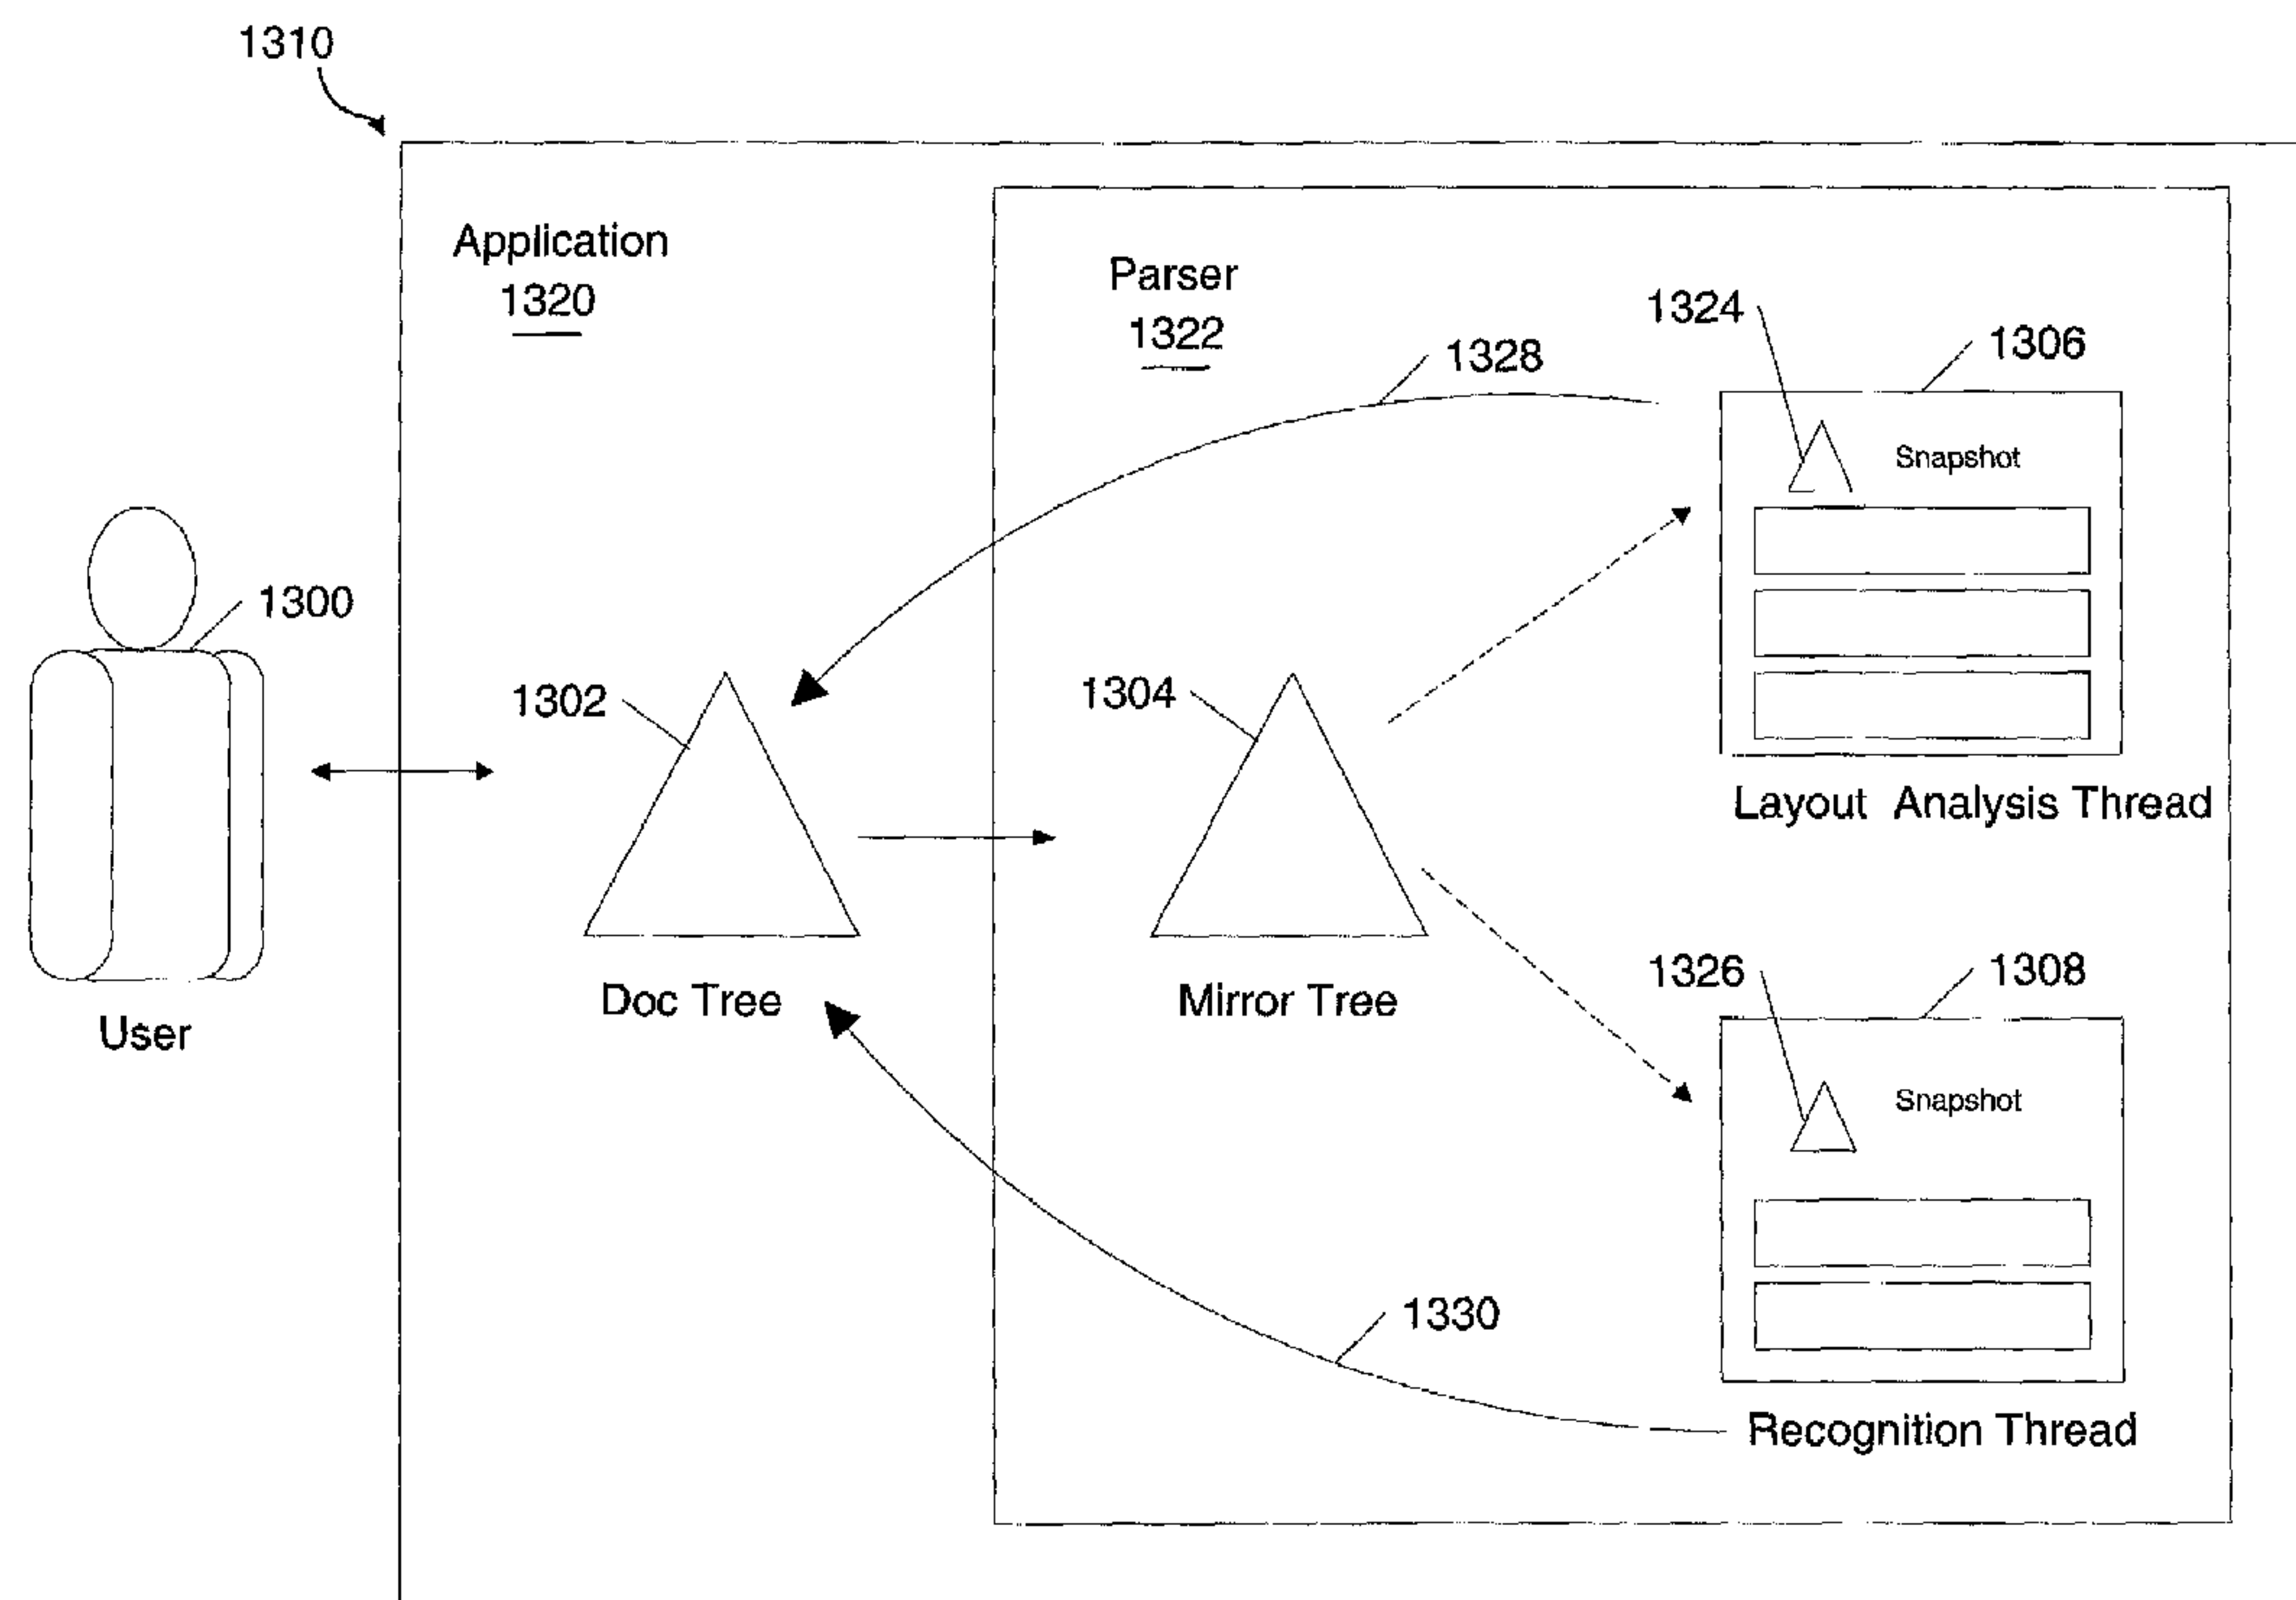 1310
Application
1320
Parser
1322
1324
1306
1328
Snapshot
1300
1302
1304
Layout Analysis Thread
1326
1308
Doc Tree
Mirror Tree
User
Snapshot
1330
Recognition Thread